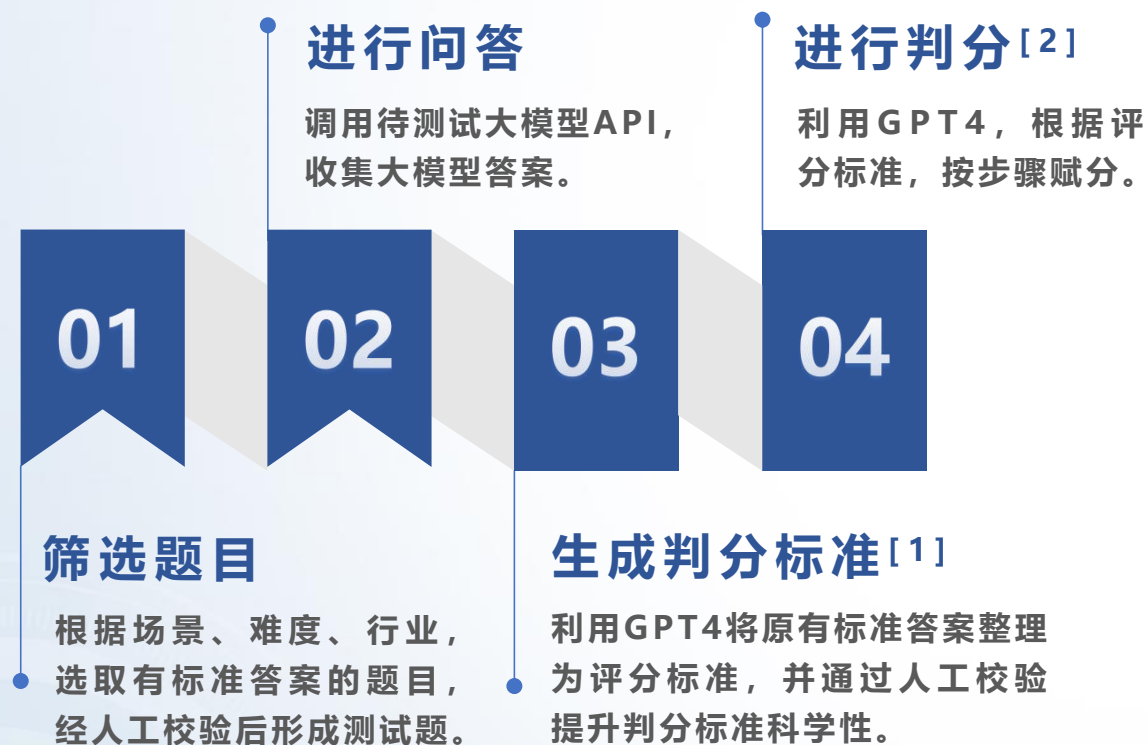 进行问答
调用待测试大模型API,
收集大模型答案。
进行判分[2]
利用GPT4，根据评
分标准，按步骤赋分。
01
02
03
04
筛选题目
根据场景、难度、行业，
选取有标准答案的题目，
经人工校验后形成测试题。
生成判分标准[1]
利用GPT4将原有标准答案整理
为评分标准，并通过人工校验
提升判分标准科学性。